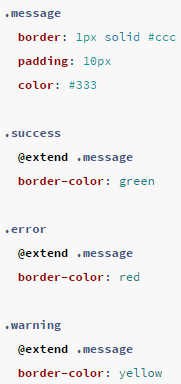 .message
  border: 1px solid #ccc
  padding: 10px
  color: #333

.success
  @extend .message
  border-color: green

.error
  @extend .message
  border-color: red

.warning
  @extend .message
  border-color: yellow